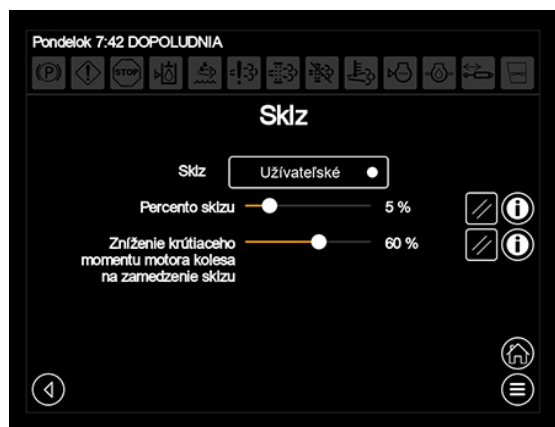 Pondelok 7:42 DOPOLUDNIA
STOP
Sklz
Sklz Užívateľské
Percento sklzu 5 %
Zníženie krútiaceho 60 %
momentu motora kolesa
na zamedzenie sklzu